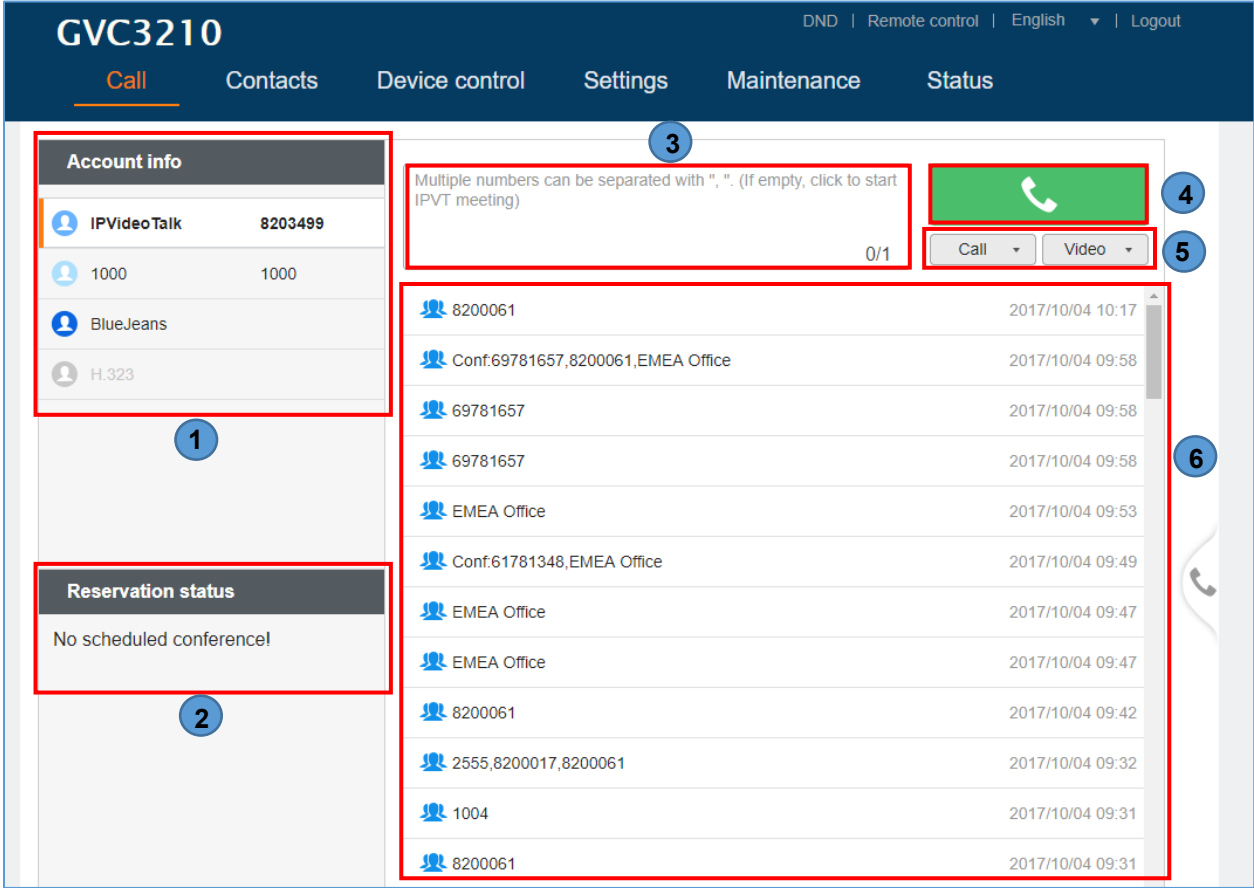 GVC3210
DND | Remote control | English ▼ | Logout
Call Contacts Device control Settings Maintenance Status
Account info
IPVideoTalk 8203499
1000 1000
BlueJeans
H.323
1
Reservation status
No scheduled conference!
2
3
Multiple numbers can be separated with ", ". (If empty, click to start
IPVT meeting)
0/1
4
Call Video
5
8200061 2017/10/04 10:17
Conf:69781657,8200061,EMEA Office 2017/10/04 09:58
69781657 2017/10/04 09:58
69781657 2017/10/04 09:58
EMEA Office 2017/10/04 09:53
Conf:61781348,EMEA Office 2017/10/04 09:49
EMEA Office 2017/10/04 09:47
EMEA Office 2017/10/04 09:47
8200061 2017/10/04 09:42
2555,8200017,8200061 2017/10/04 09:32
1004 2017/10/04 09:31
8200061 2017/10/04 09:31
6